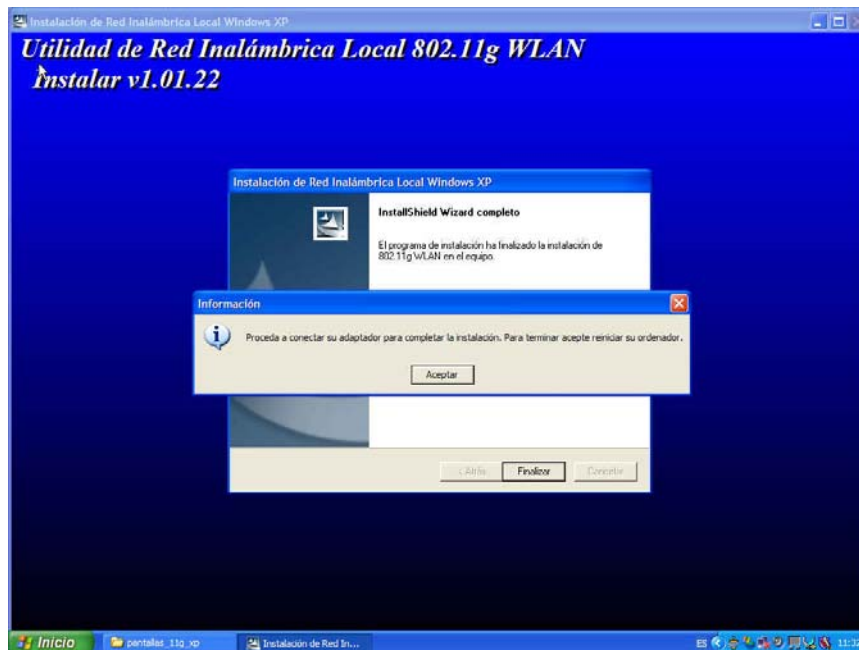 Instalación de Red Inalámbrica Local Windows XP
Utilidad de Red Inalámbrica Local 802.11g WLAN
Instalar v1.01.22
Instalación de Red Inalámbrica Local Windows XP
InstallShield Wizard completo
El programa de instalación ha finalizado la instalación de
802.11g WLAN en el equipo.
Información
Proceda a conectar su adaptador para completar la instalación. Para terminar acepte reiniciar su ordenador.
Aceptar
< Atrás
Finalizar
Cancelar
Inicio
pantallas_11g_xp
Instalación de Red In...
ES
11:32